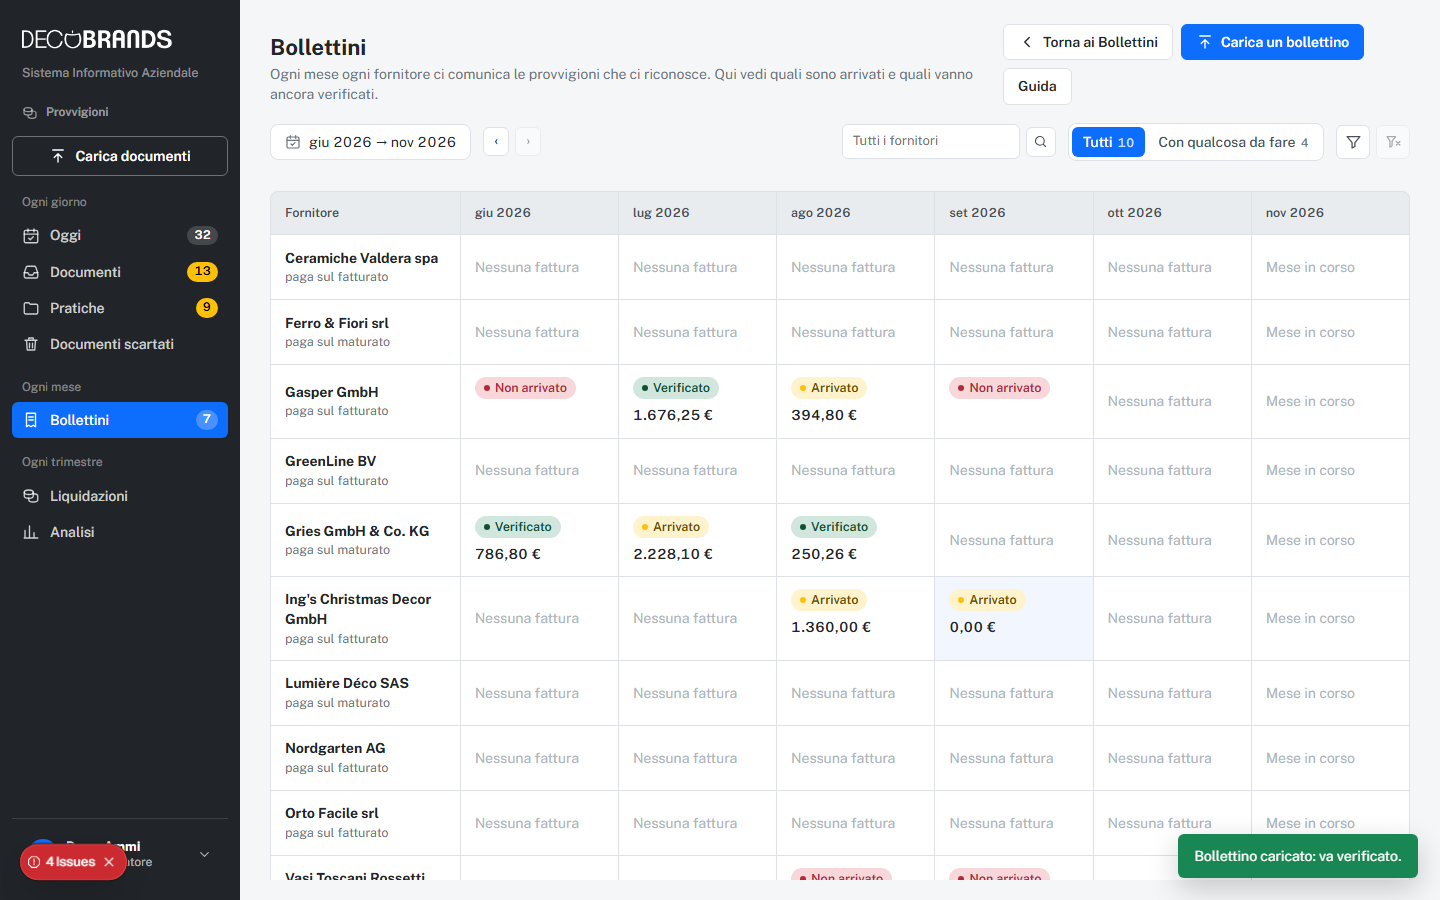 DECOBRANDS
Sistema Informativo Aziendale
Provvigioni
Carica documenti
Ogni giorno
Oggi 32
Documenti 13
Pratiche 9
Documenti scartati
Ogni mese
Bollettini 7
Ogni trimestre
Liquidazioni
Analisi
4 Issues
Bollettini
Ogni mese ogni fornitore ci comunica le provvigioni che ci riconosce. Qui vedi quali sono arrivati e quali vanno
ancora verificati.
Torna ai Bollettini
Carica un bollettino
Guida
giu 2026 → nov 2026
Tutti i fornitori
Tutti 10
Con qualcosa da fare 4
Fornitore giu 2026 lug 2026 ago 2026 set 2026 ott 2026 nov 2026
Ceramiche Valdera spa
paga sul fatturato
Nessuna fattura Nessuna fattura Nessuna fattura Nessuna fattura Nessuna fattura Mese in corso
Ferro & Fiori srl
paga sul maturato
Nessuna fattura Nessuna fattura Nessuna fattura Nessuna fattura Nessuna fattura Mese in corso
Gasper GmbH
paga sul fatturato
Non arrivato Verificato Arrivato Non arrivato
1.676,25 € 394,80 €
Nessuna fattura Mese in corso
GreenLine BV
paga sul fatturato
Nessuna fattura Nessuna fattura Nessuna fattura Nessuna fattura Nessuna fattura Mese in corso
Gries GmbH & Co. KG
paga sul maturato
Verificato Arrivato Verificato
786,80 € 2.228,10 € 250,26 €
Nessuna fattura Nessuna fattura Mese in corso
Ing's Christmas Decor
GmbH
paga sul fatturato
Nessuna fattura Nessuna fattura
Arrivato Arrivato
1.360,00 € 0,00 €
Nessuna fattura Mese in corso
Lumière Déco SAS
paga sul maturato
Nessuna fattura Nessuna fattura Nessuna fattura Nessuna fattura Nessuna fattura Mese in corso
Nordgarten AG
paga sul fatturato
Nessuna fattura Nessuna fattura Nessuna fattura Nessuna fattura Nessuna fattura Mese in corso
Orto Facile srl
paga sul fatturato
Nessuna fattura Nessuna fattura Nessuna fattura Nessuna fattura Nessuna fattura Mese in corso
Vasi Toscani Rossetti
Non arrivato Non arrivato
Bollettino caricato: va verificato.